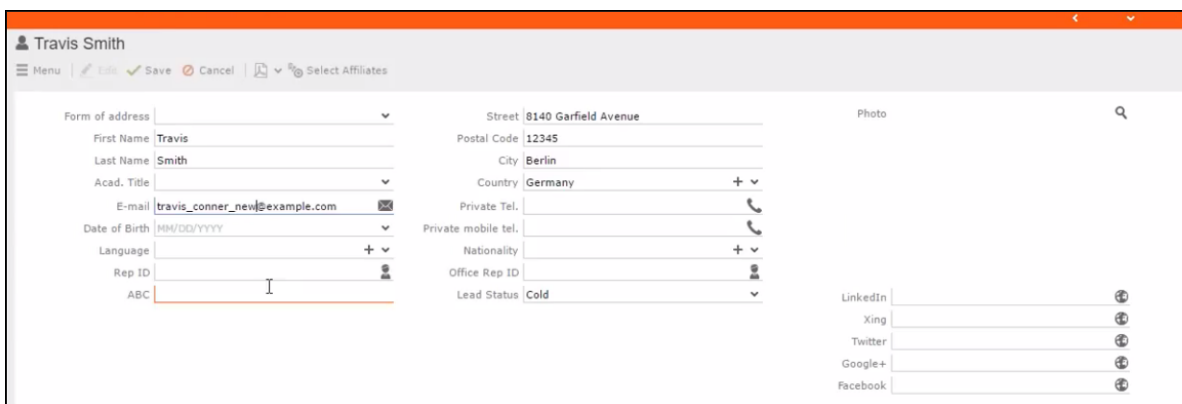 Travis Smith
Menu Edit Save Cancel Select Affiliates
Form of address
First Name Travis
Last Name Smith
Acad. Title
E-mail travis_conner_new@example.com
Date of Birth MM/DD/YYYY
Language
Rep ID
ABC
Street 8140 Garfield Avenue
Postal Code 12345
City Berlin
Country Germany
Private Tel.
Private mobile tel.
Nationality
Office Rep ID
Lead Status Cold
Photo
LinkedIn
Xing
Twitter
Google+
Facebook